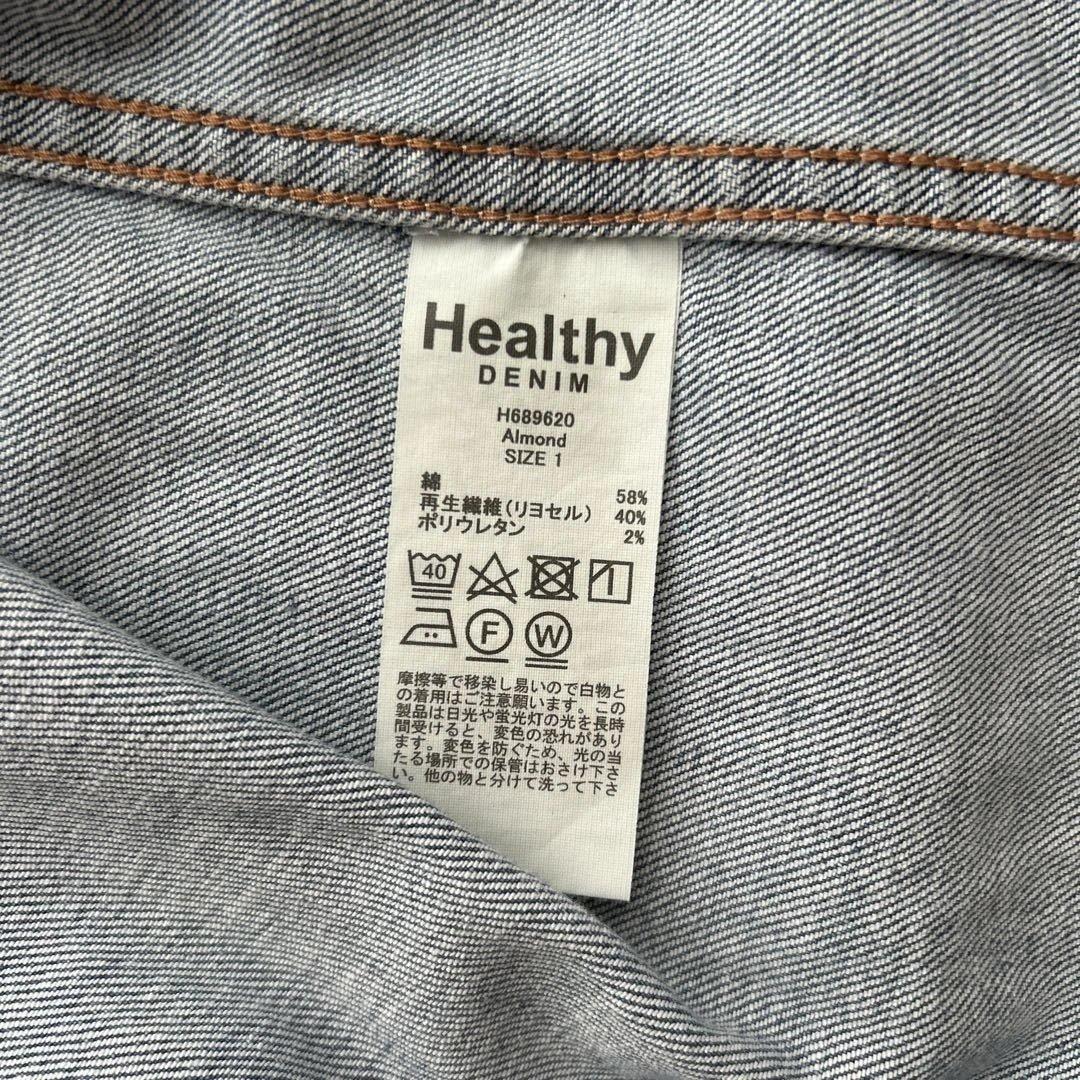 Healthy
DENIM
H689620
Almond
SIZE 1
綿 58%
再生繊維(リヨセル) 40%
ポリウレタン 2%
40
F W
摩擦等で移染し易いので白物と
の着用はご注意願います。この
製品は日光や蛍光灯の光を長時
間受けると、変色の恐れがあり
ます。変色を防ぐため、光の当
たる場所での保管はおさけ下さ
い。他の物と分けて洗って下さ